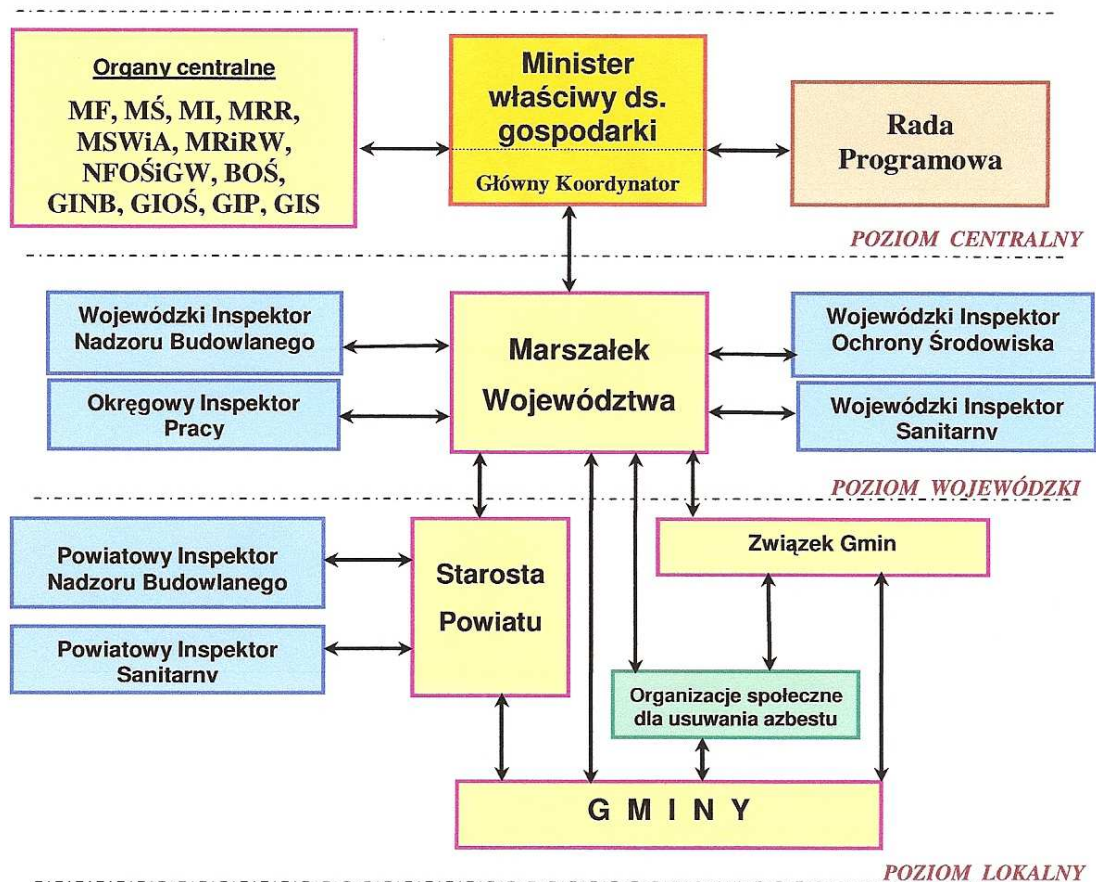 Organy centralne
MF, MŚ, MI, MRR,
MSWiA, MRiRW,
NFOŚiGW, BOŚ,
GINB, GIOŚ, GIP, GIS
Minister
właściwy ds.
gospodarki
Główny Koordynator
Rada
Programowa
POZIOM CENTRALNY
Wojewódzki Inspektor
Nadzoru Budowlanego
Okręgowy Inspektor
Pracy
Marszałek
Województwa
Wojewódzki Inspektor
Ochrony Środowiska
Wojewódzki Inspektor
Sanitarny
POZIOM WOJEWÓDZKI
Powiatowy Inspektor
Nadzoru Budowlanego
Powiatowy Inspektor
Sanitarny
Starosta
Powiatu
Związek Gmin
Organizacje społeczne
dla usuwania azbestu
G M I N Y
POZIOM LOKALNY